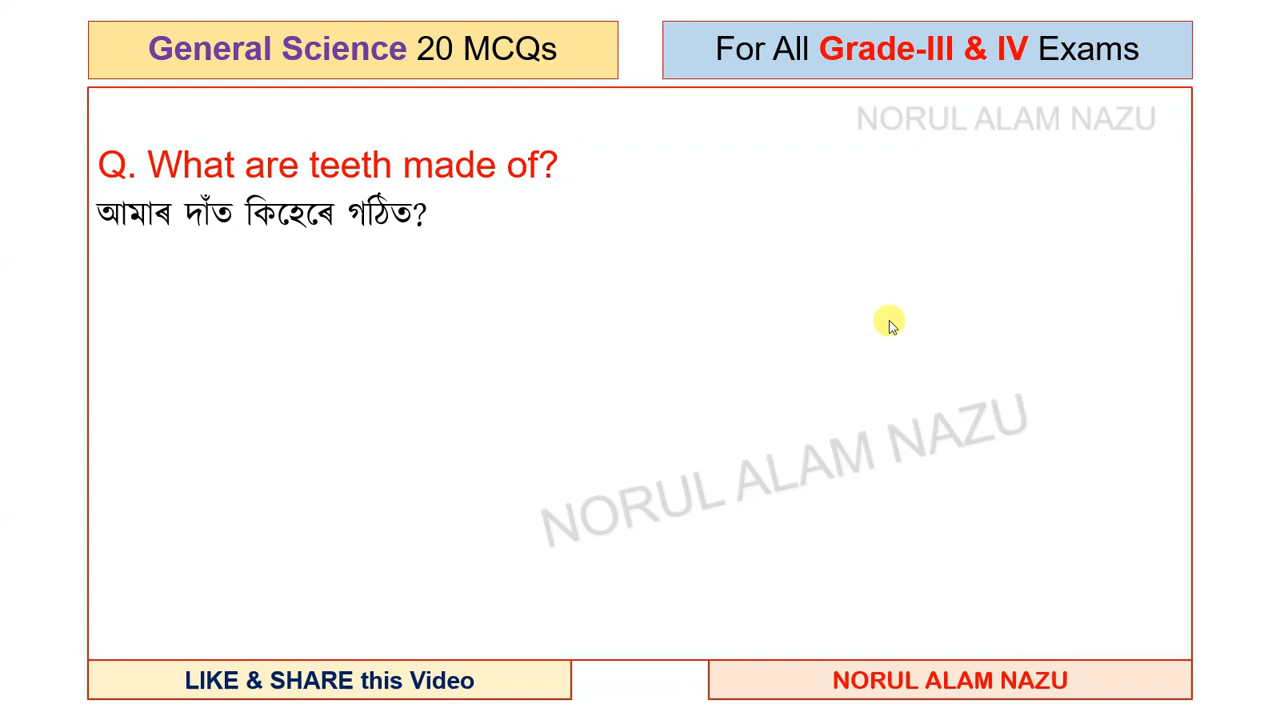 General Science 20 MCQs
For All Grade-III & IV Exams
NORUL ALAM NAZU
Q. What are teeth made of?
আমাৰ দাঁত কিহেৰে গঠিত?
NORUL ALAM NAZU
LIKE & SHARE this Video
NORUL ALAM NAZU